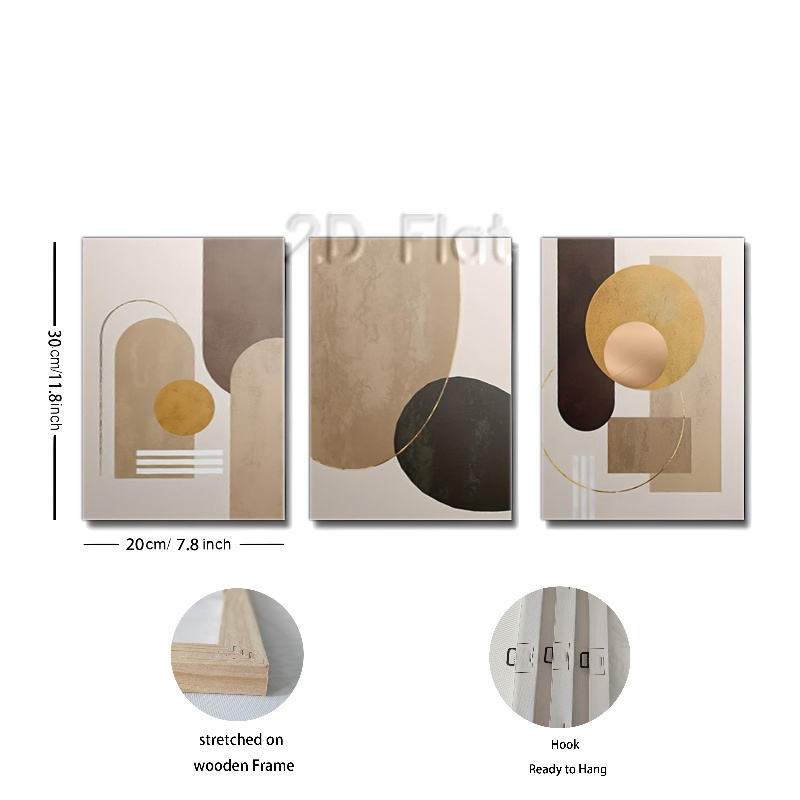 2D Flat
30cm/11.8inch
20cm/ 7.8 inch
stretched on
wooden Frame
Hook
Ready to Hang